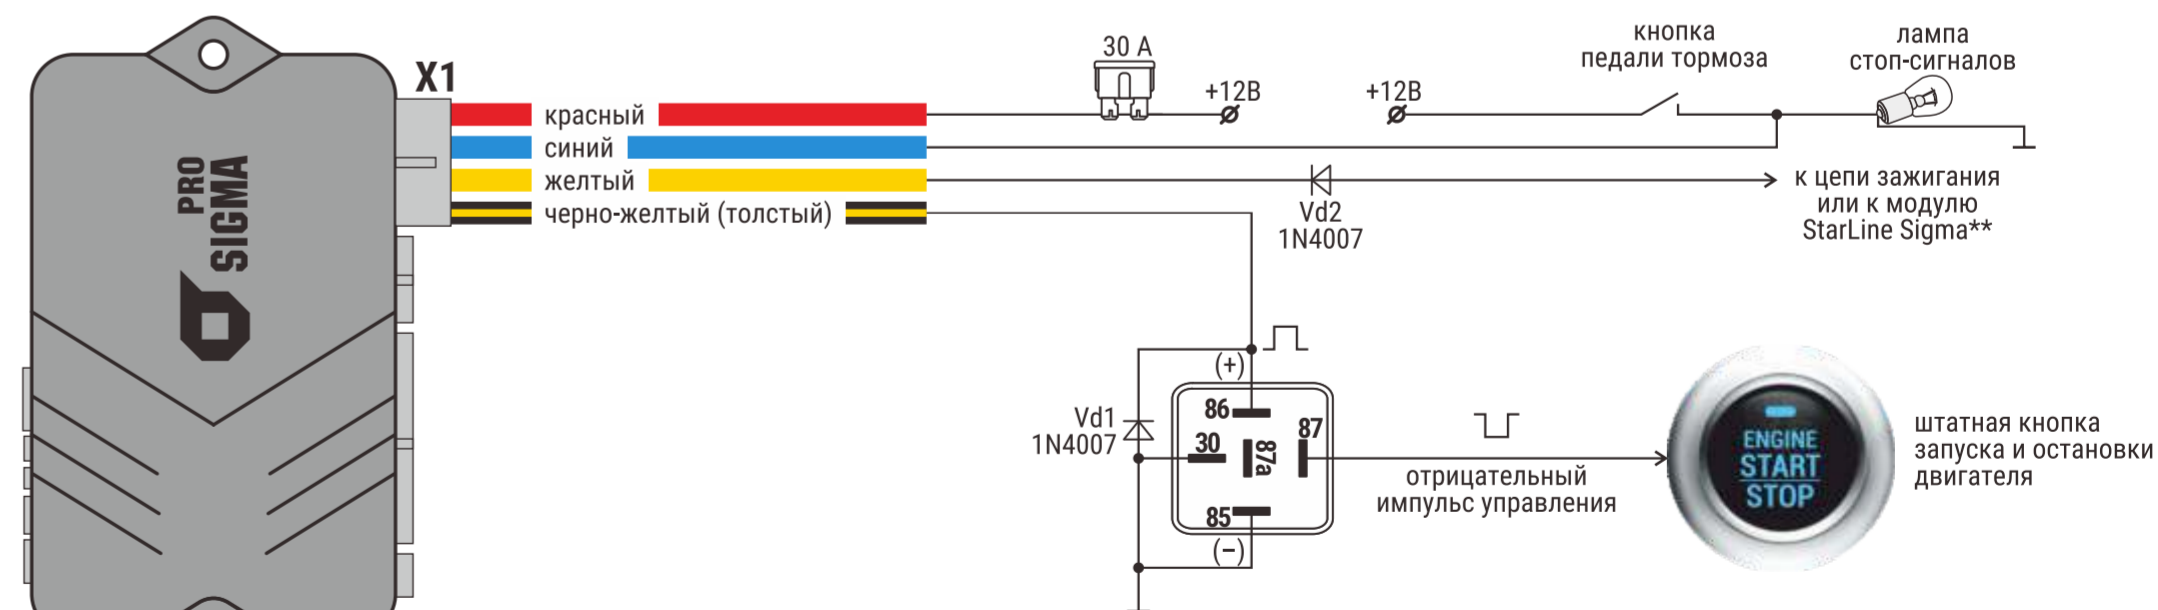 X1
красный
синий
желтый
черно-желтый (толстый)
PRO
SIGMA
30 А
+12В
+12В
кнопка
педали тормоза
лампа
стоп-сигналов
Vd2
1N4007
к цепи зажигания
или к модулю
StarLine Sigma**
(+)
86
Vd1
1N4007
30
87a
87
85
(−)
отрицательный
импульс управления
ENGINE
START
STOP
штатная кнопка
запуска и остановки
двигателя